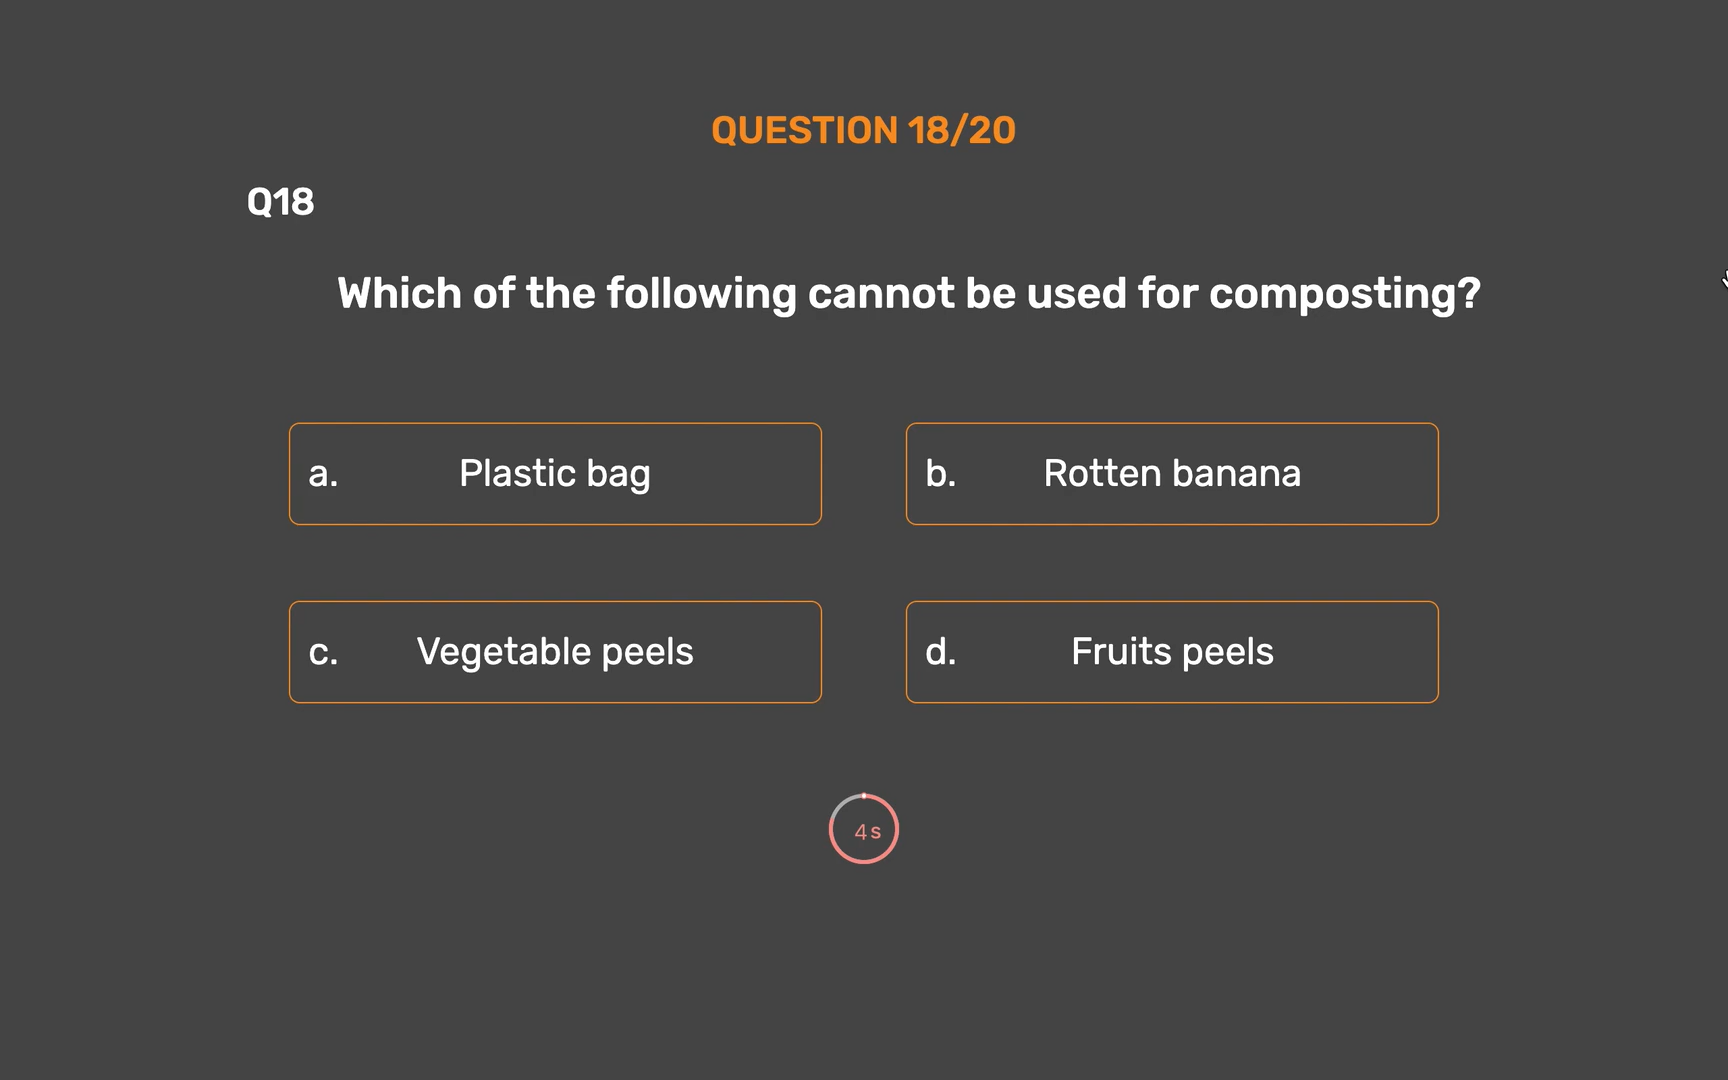 QUESTION 18/20
Q18
Which of the following cannot be used for composting?
a. Plastic bag
b. Rotten banana
c. Vegetable peels
d. Fruits peels
4s